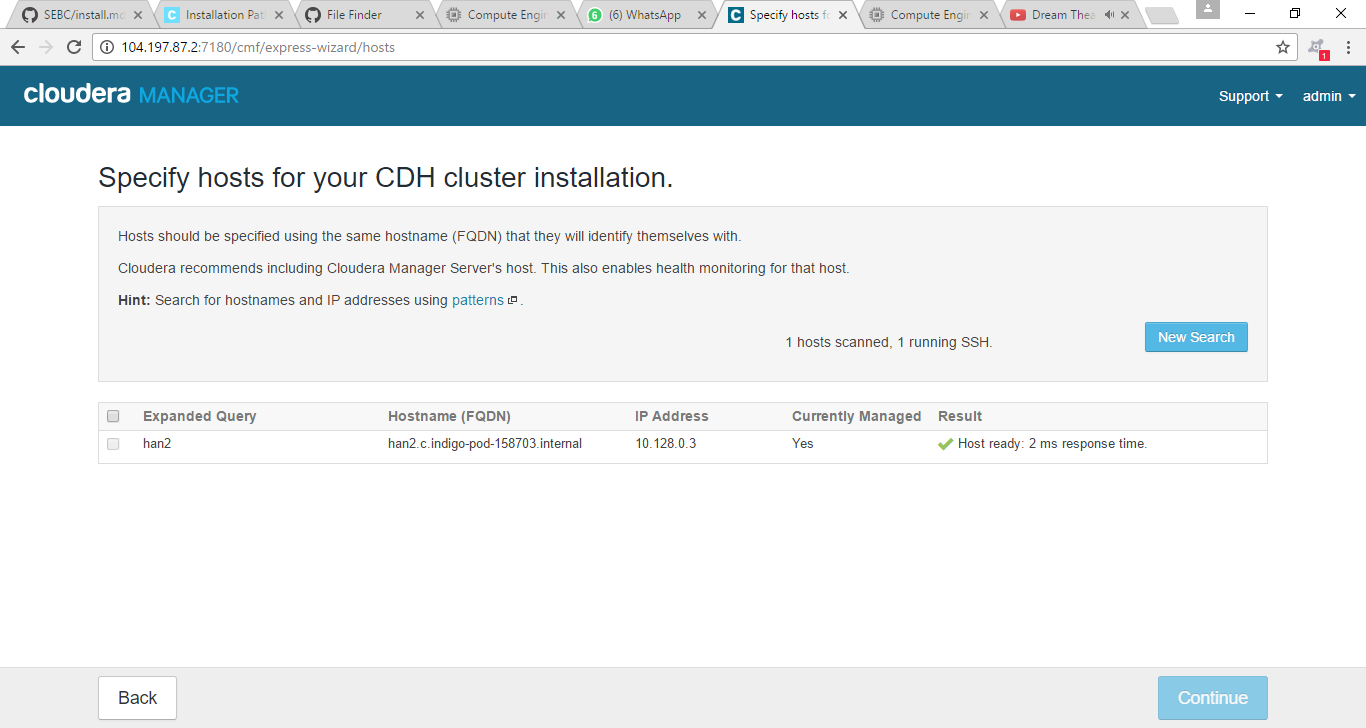 SEBC/install.md
Installation Pat
File Finder
Compute Engin
(6) WhatsApp
Specify hosts fo
Compute Engin
Dream Thea
104.197.87.2:7180/cmf/express-wizard/hosts
1
cloudera MANAGER
Support
admin
Specify hosts for your CDH cluster installation.
Hosts should be specified using the same hostname (FQDN) that they will identify themselves with.
Cloudera recommends including Cloudera Manager Server's host. This also enables health monitoring for that host.
Hint: Search for hostnames and IP addresses using patterns .
1 hosts scanned, 1 running SSH.
New Search
Expanded Query Hostname (FQDN) IP Address Currently Managed Result
han2 han2.c.indigo-pod-158703.internal 10.128.0.3 Yes Host ready: 2 ms response time.
Back
Continue